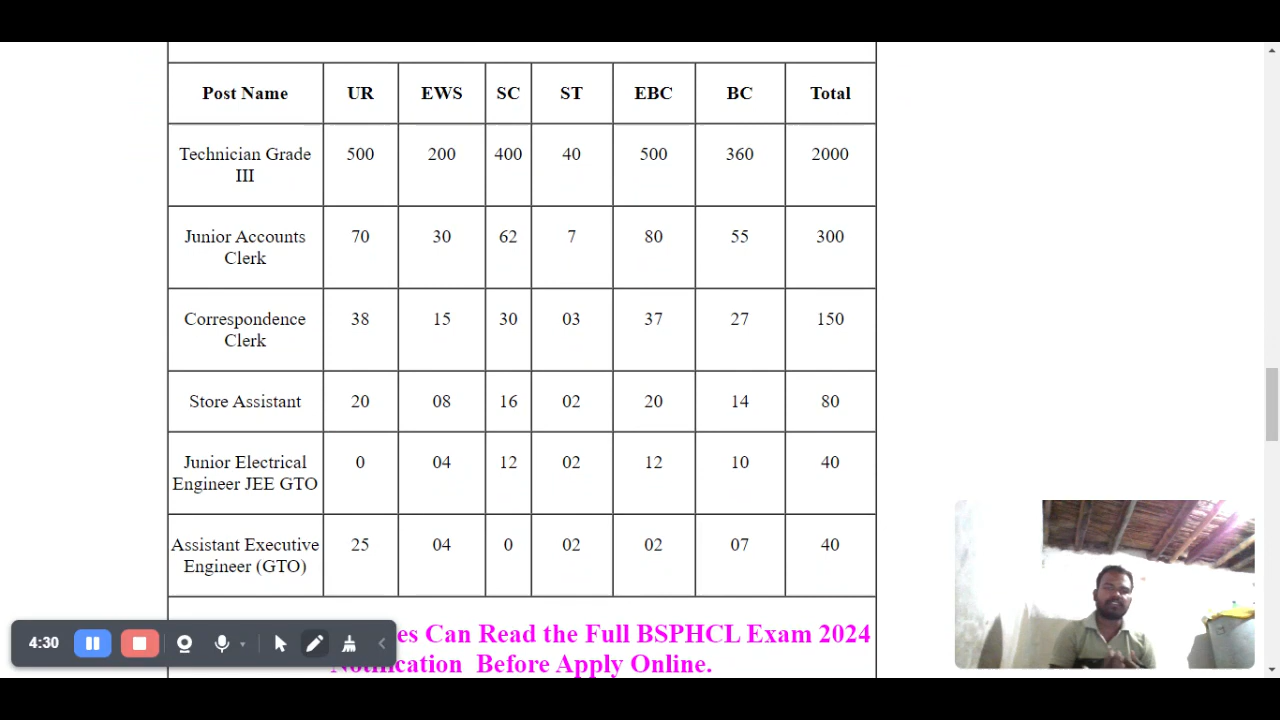 Post Name UR EWS SC ST EBC BC Total
Technician Grade III 500 200 400 40 500 360 2000
Junior Accounts Clerk 70 30 62 7 80 55 300
Correspondence Clerk 38 15 30 03 37 27 150
Store Assistant 20 08 16 02 20 14 80
Junior Electrical Engineer JEE GTO 0 04 12 02 12 10 40
Assistant Executive Engineer (GTO) 25 04 0 02 02 07 40
Can Read the Full BSPHCL Exam 2024
Notification Before Apply Online.
4:30